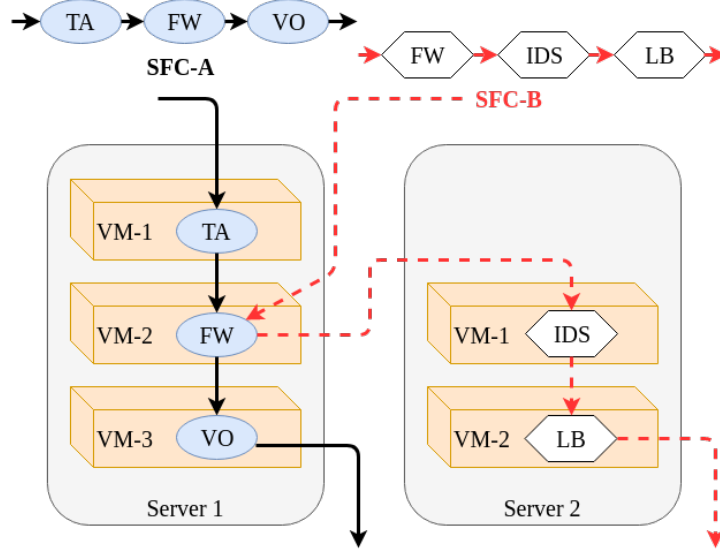 TA FW VO
SFC-A
FW IDS LB
SFC-B
VM-1 TA
VM-2 FW
VM-3 VO
Server 1
VM-1 IDS
VM-2 LB
Server 2